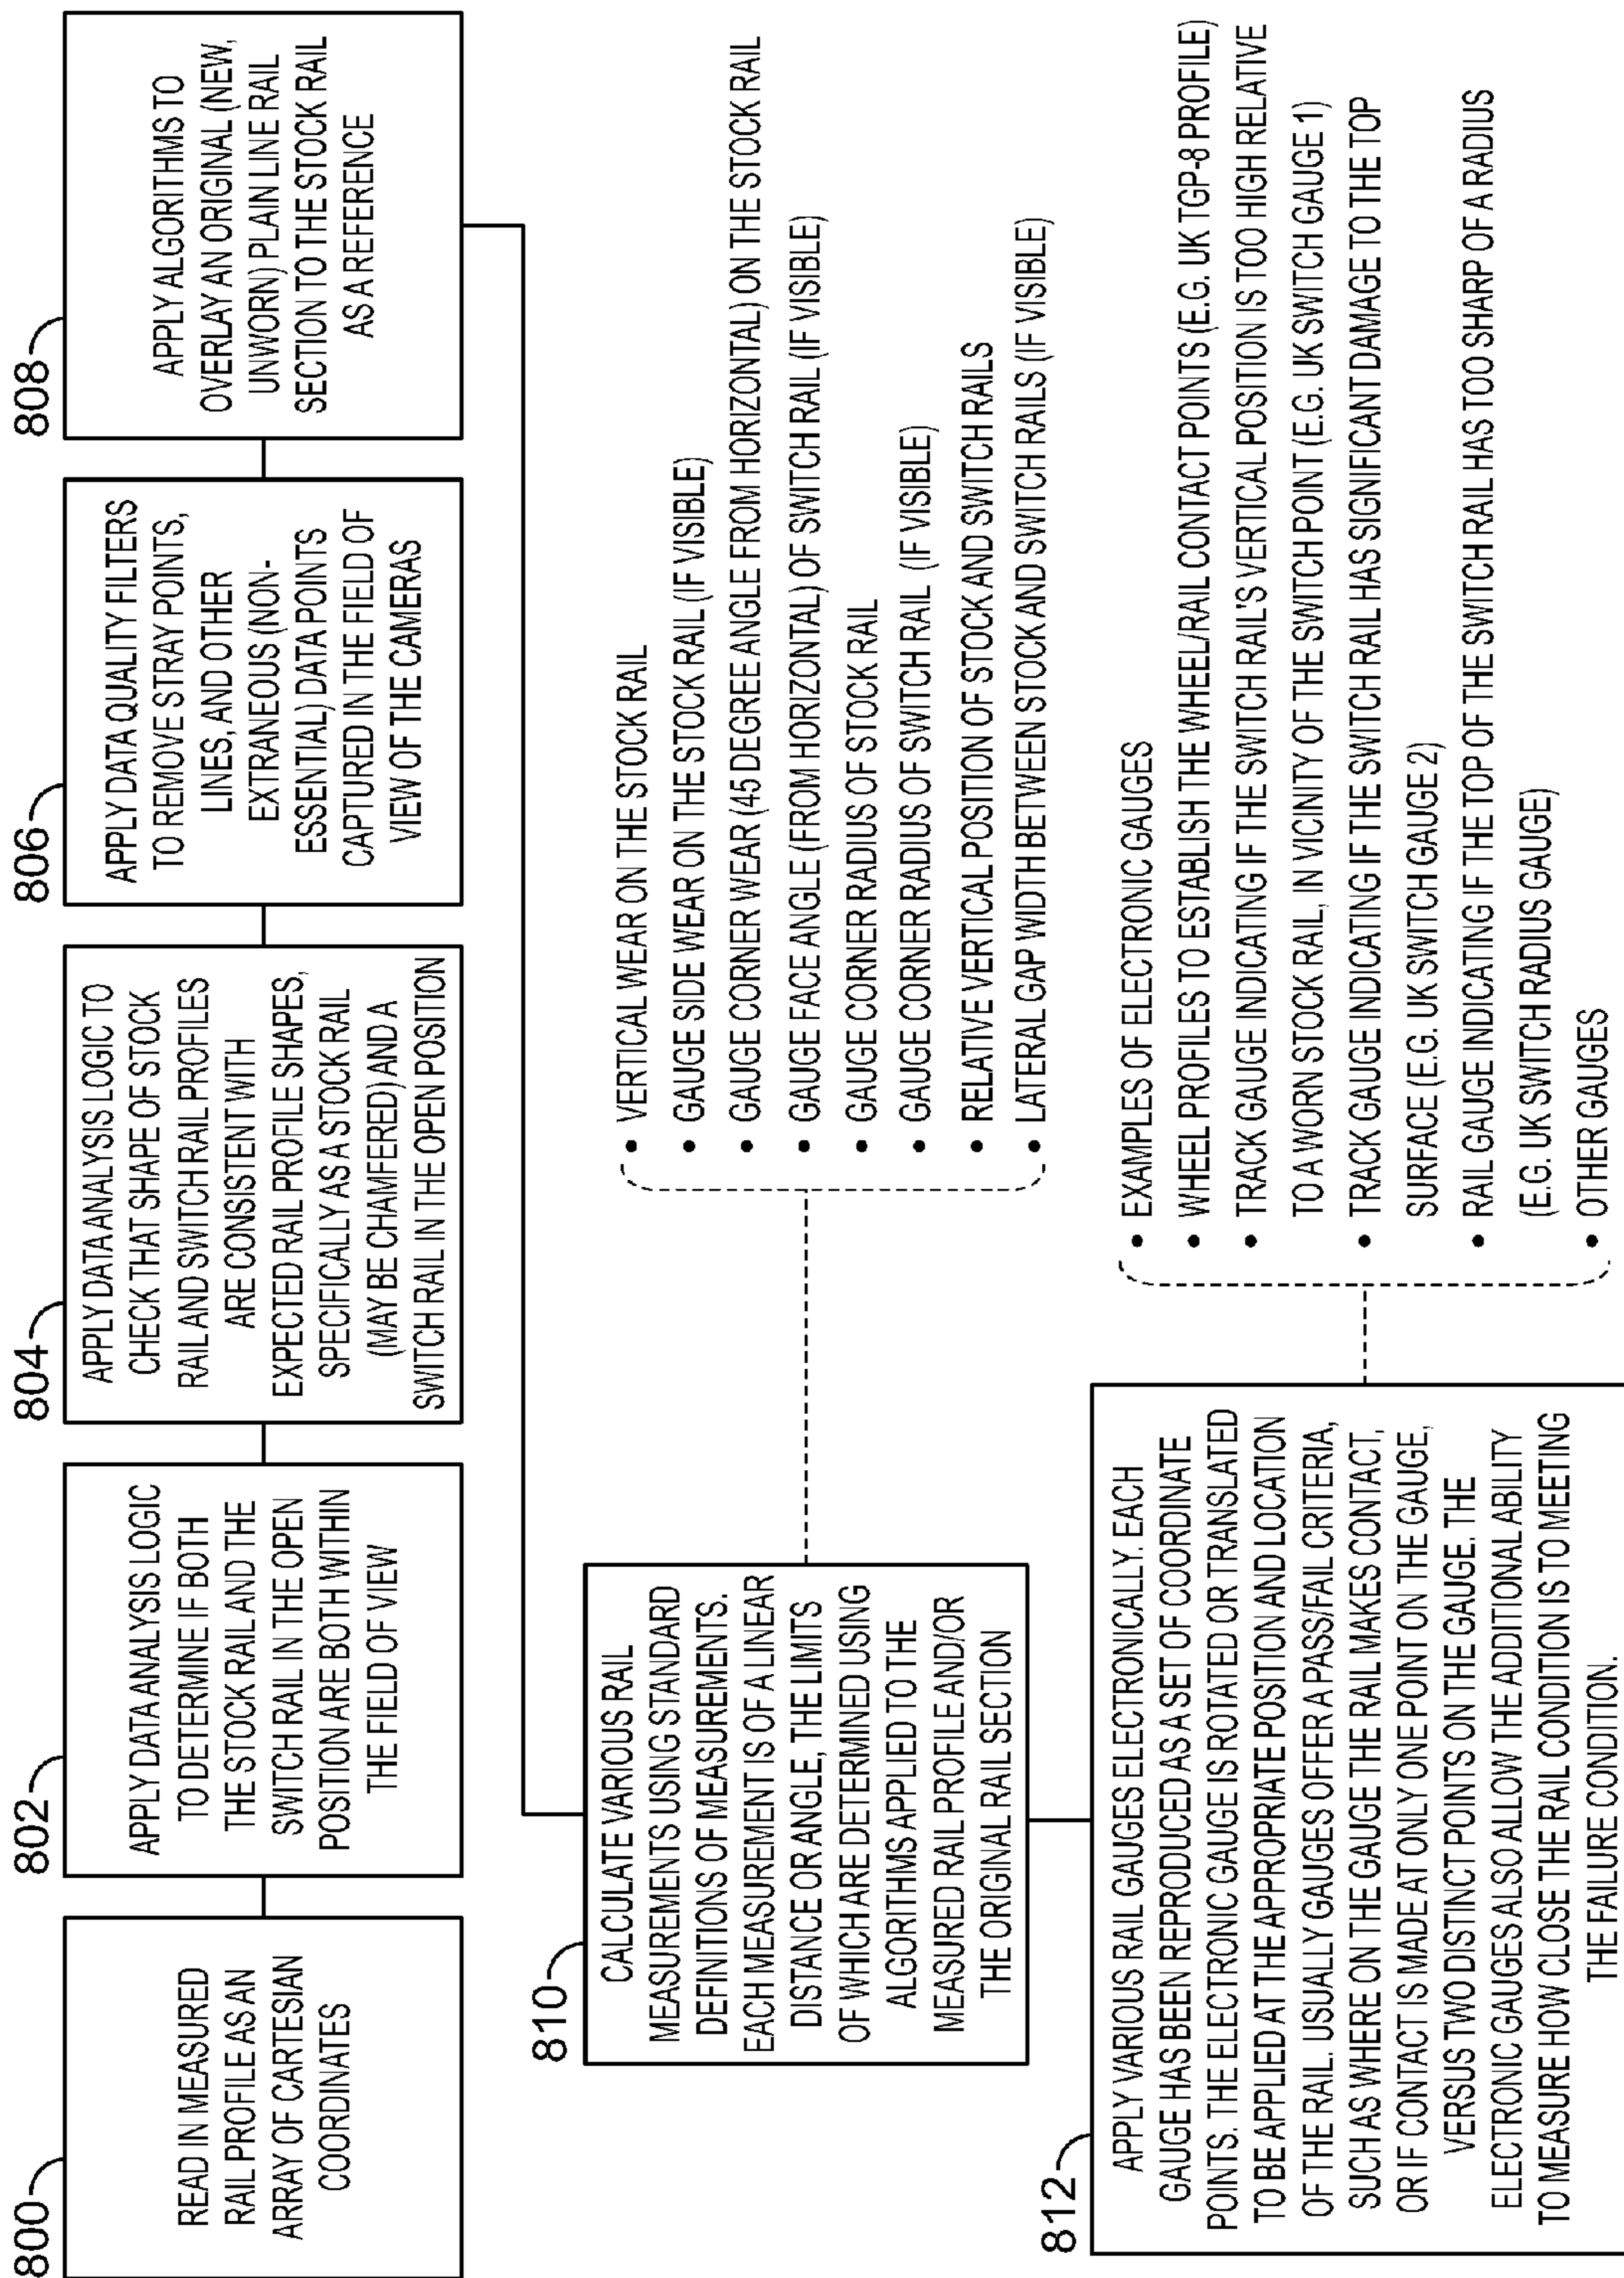 800
READ IN MEASURED
RAIL PROFILE AS AN
ARRAY OF CARTESIAN
COORDINATES
802
APPLY DATA ANALYSIS LOGIC
TO DETERMINE IF BOTH
THE STOCK RAIL AND THE
SWITCH RAIL IN THE OPEN
POSITION ARE BOTH WITHIN
THE FIELD OF VIEW
804
APPLY DATA ANALYSIS LOGIC TO
CHECK THAT SHAPE OF STOCK
RAIL AND SWITCH RAIL PROFILES
ARE CONSISTENT WITH
EXPECTED RAIL PROFILE SHAPES,
SPECIFICALLY AS A STOCK RAIL
(MAY BE CHAMFERED) AND A
SWITCH RAIL IN THE OPEN POSITION
806
APPLY DATA QUALITY FILTERS
TO REMOVE STRAY POINTS,
LINES, AND OTHER
EXTRANEOUS (NON-
ESSENTIAL) DATA POINTS
CAPTURED IN THE FIELD OF
VIEW OF THE CAMERAS
808
APPLY ALGORITHMS TO
OVERLAY AN ORIGINAL (NEW,
UNWORN) PLAIN LINE RAIL
SECTION TO THE STOCK RAIL
AS A REFERENCE
810
CALCULATE VARIOUS RAIL
MEASUREMENTS USING STANDARD
DEFINITIONS OF MEASUREMENTS.
EACH MEASUREMENT IS OF A LINEAR
DISTANCE OR ANGLE, THE LIMITS
OF WHICH ARE DETERMINED USING
ALGORITHMS APPLIED TO THE
MEASURED RAIL PROFILE AND/OR
THE ORIGINAL RAIL SECTION
• VERTICAL WEAR ON THE STOCK RAIL
• GAUGE SIDE WEAR ON THE STOCK RAIL (IF VISIBLE)
• GAUGE CORNER WEAR (45 DEGREE ANGLE FROM HORIZONTAL) ON THE STOCK RAIL
• GAUGE FACE ANGLE (FROM HORIZONTAL) OF SWITCH RAIL (IF VISIBLE)
• GAUGE CORNER RADIUS OF STOCK RAIL
• GAUGE CORNER RADIUS OF SWITCH RAIL (IF VISIBLE)
• RELATIVE VERTICAL POSITION OF STOCK AND SWITCH RAILS
• LATERAL GAP WIDTH BETWEEN STOCK AND SWITCH RAILS (IF VISIBLE)
812
APPLY VARIOUS RAIL GAUGES ELECTRONICALLY. EACH
GAUGE HAS BEEN REPRODUCED AS A SET OF COORDINATE
POINTS. THE ELECTRONIC GAUGE IS ROTATED OR TRANSLATED
TO BE APPLIED AT THE APPROPRIATE POSITION AND LOCATION
OF THE RAIL. USUALLY GAUGES OFFER A PASS/FAIL CRITERIA,
SUCH AS WHERE ON THE GAUGE THE RAIL MAKES CONTACT,
OR IF CONTACT IS MADE AT ONLY ONE POINT ON THE GAUGE,
VERSUS TWO DISTINCT POINTS ON THE GAUGE. THE
ELECTRONIC GAUGES ALSO ALLOW THE ADDITIONAL ABILITY
TO MEASURE HOW CLOSE THE RAIL CONDITION IS TO MEETING
THE FAILURE CONDITION.
• EXAMPLES OF ELECTRONIC GAUGES
• WHEEL PROFILES TO ESTABLISH THE WHEEL/RAIL CONTACT POINTS (E.G. UK TGP-8 PROFILE)
• TRACK GAUGE INDICATING IF THE SWITCH RAIL'S VERTICAL POSITION IS TOO HIGH RELATIVE
TO A WORN STOCK RAIL, IN VICINITY OF THE SWITCH POINT (E.G. UK SWITCH GAUGE 1)
• TRACK GAUGE INDICATING IF THE SWITCH RAIL HAS SIGNIFICANT DAMAGE TO THE TOP
SURFACE (E.G. UK SWITCH GAUGE 2)
• RAIL GAUGE INDICATING IF THE TOP OF THE SWITCH RAIL HAS TOO SHARP OF A RADIUS
(E.G. UK SWITCH RADIUS GAUGE)
• OTHER GAUGES